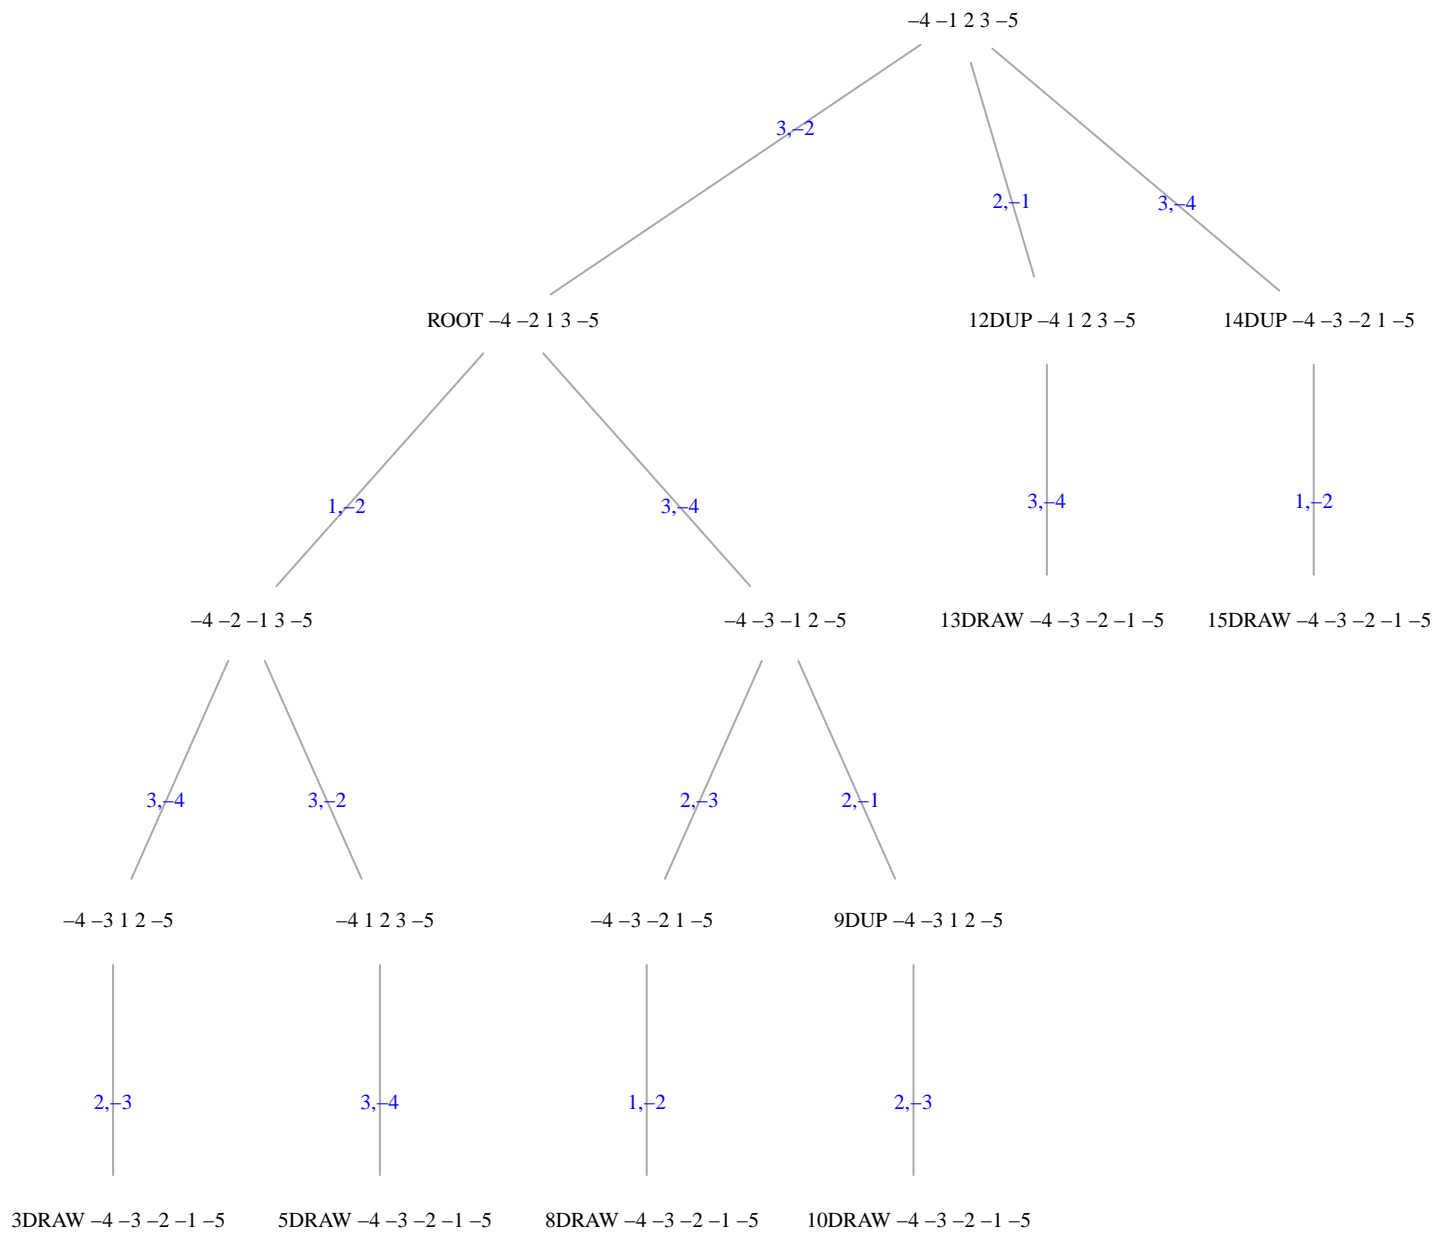 –4 –1 2 3 –5
3,–2
2,–1
3,–4
ROOT –4 –2 1 3 –5
12DUP –4 1 2 3 –5
14DUP –4 –3 –2 1 –5
1,–2
3,–4
3,–4
1,–2
–4 –2 –1 3 –5
–4 –3 –1 2 –5
13DRAW –4 –3 –2 –1 –5
15DRAW –4 –3 –2 –1 –5
3,–4
3,–2
2,–3
2,–1
–4 –3 1 2 –5
–4 1 2 3 –5
–4 –3 –2 1 –5
9DUP –4 –3 1 2 –5
2,–3
3,–4
1,–2
2,–3
3DRAW –4 –3 –2 –1 –5
5DRAW –4 –3 –2 –1 –5
8DRAW –4 –3 –2 –1 –5
10DRAW –4 –3 –2 –1 –5